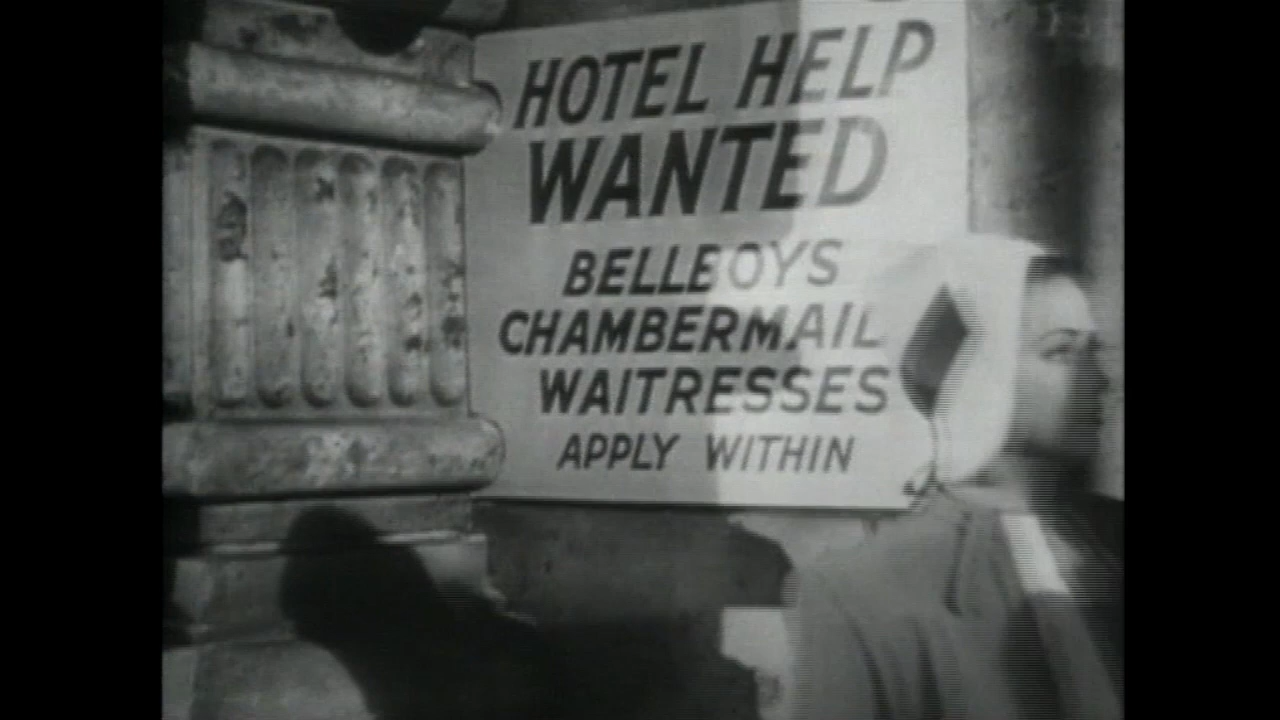 HOTEL HELP
WANTED
BELLBOYS
CHAMBERMAI
WAITRESSES
APPLY WITHIN